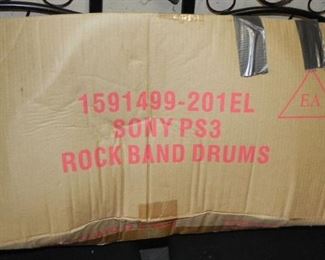 1591499-201EL
SONY PS3
ROCK BAND DRUMS
EA